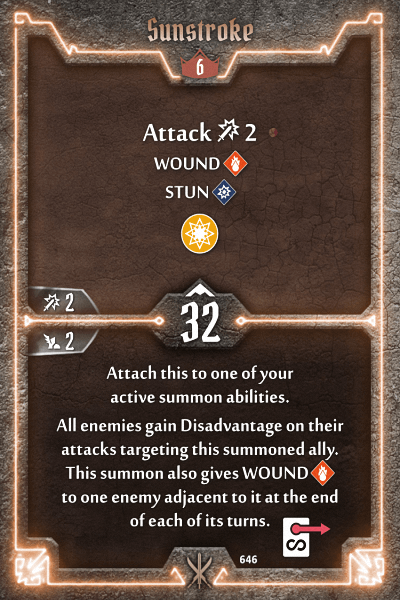 Sunstroke
6
Attack 2
WOUND
STUN
2
32
2
Attach this to one of your
active summon abilities.
All enemies gain Disadvantage on their
attacks targeting this summoned ally.
This summon also gives WOUND
to one enemy adjacent to it at the end
of each of its turns.
S
646